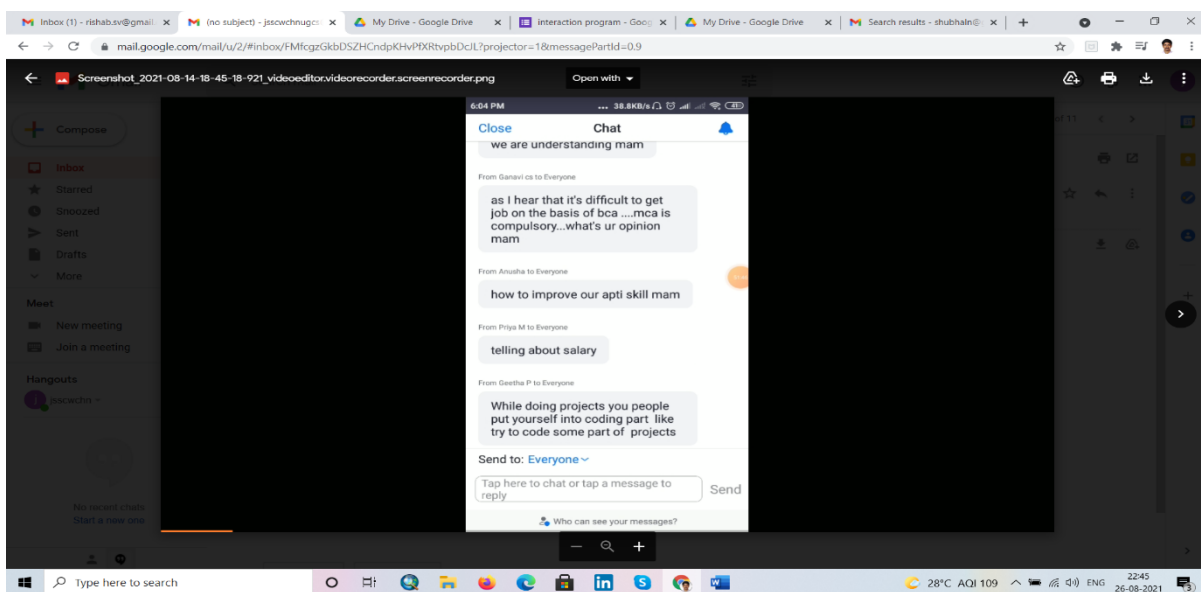 Inbox (1) - rishab.sv@gmail.
(no subject) - jsscwchnugcs
My Drive - Google Drive
interaction program - Goog
My Drive - Google Drive
Search results - shubhaln@
mail.google.com/mail/u/2/#inbox/FMfcgzGkbDSZHCndpKHvPfXRtvpbDcJL?projector=1&messagePartId=0.9
Screenshot_2021-08-14-18-45-18-921_videoeditor.videorecorder.screenrecorder.png
Open with
Compose
of 11
Inbox
Starred
Snoozed
Sent
Drafts
More
Meet
New meeting
Join a meeting
Hangouts
jsscwchn
No recent chats
Start a new one
6:04 PM
... 38.8KB/s
Close
Chat
we are understanding mam
From Ganavi cs to Everyone
as I hear that it's difficult to get
job on the basis of bca ....mca is
compulsory...what's ur opinion
mam
From Anusha to Everyone
how to improve our apti skill mam
From Priya M to Everyone
telling about salary
From Geetha P to Everyone
While doing projects you people
put yourself into coding part like
try to code some part of projects
Send to: Everyone
Tap here to chat or tap a message to
reply
Send
Who can see your messages?
Type here to search
28°C AQI 109
ENG
22:45
26-08-2021